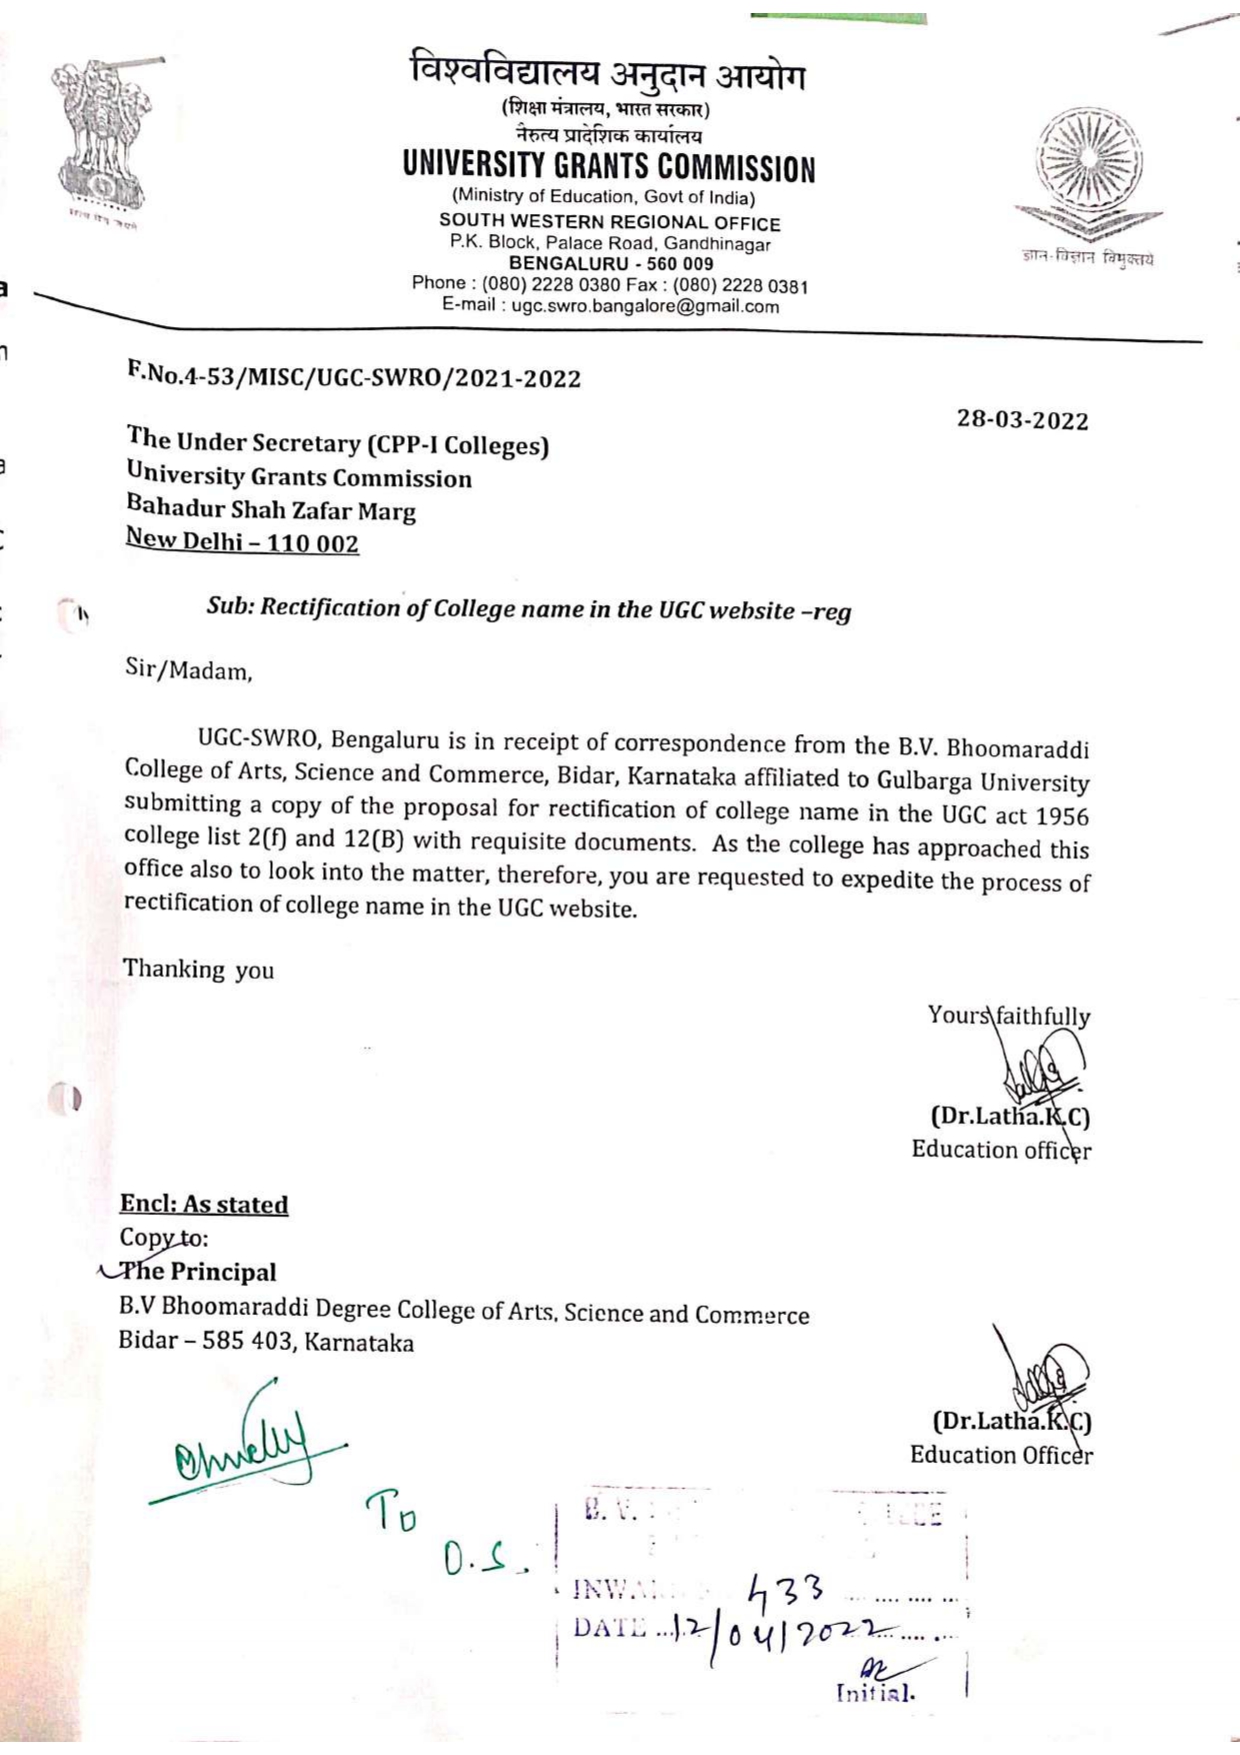 विश्वविद्यालय अनुदान आयोग
(शिक्षा मंत्रालय, भारत सरकार)
नैरुत्य प्रादेशिक कार्यालय
UNIVERSITY GRANTS COMMISSION
(Ministry of Education, Govt of India)
SOUTH WESTERN REGIONAL OFFICE
P.K. Block, Palace Road, Gandhinagar
BENGALURU - 560 009
Phone : (080) 2228 0380 Fax : (080) 2228 0381
E-mail : ugc.swro.bangalore@gmail.com
ज्ञान-विज्ञान विमुक्तये
F.No.4-53/MISC/UGC-SWRO/2021-2022
28-03-2022
The Under Secretary (CPP-I Colleges)
University Grants Commission
Bahadur Shah Zafar Marg
New Delhi – 110 002
Sub: Rectification of College name in the UGC website –reg
Sir/Madam,
UGC-SWRO, Bengaluru is in receipt of correspondence from the B.V. Bhoomaraddi
College of Arts, Science and Commerce, Bidar, Karnataka affiliated to Gulbarga University
submitting a copy of the proposal for rectification of college name in the UGC act 1956
college list 2(f) and 12(B) with requisite documents. As the college has approached this
office also to look into the matter, therefore, you are requested to expedite the process of
rectification of college name in the UGC website.
Thanking you
Yours faithfully
(Dr.Latha.K.C)
Education officer
Encl: As stated
Copy to:
The Principal
B.V Bhoomaraddi Degree College of Arts, Science and Commerce
Bidar – 585 403, Karnataka
(Dr.Latha.K.C)
Education Officer
To
O.S.
B. V.
433
DATE 12/04/2022
Initial.